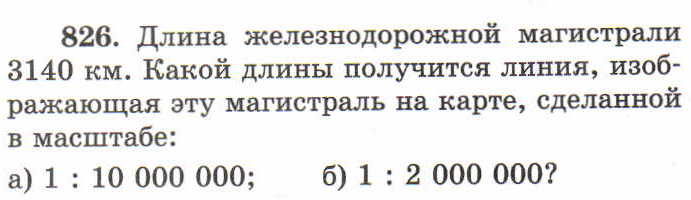 826. Длина железнодорожной магистрали
3140 км. Какой длины получится линия, изоб-
ражающая эту магистраль на карте, сделанной
в масштабе:
а) 1 : 10 000 000; б) 1 : 2 000 000?